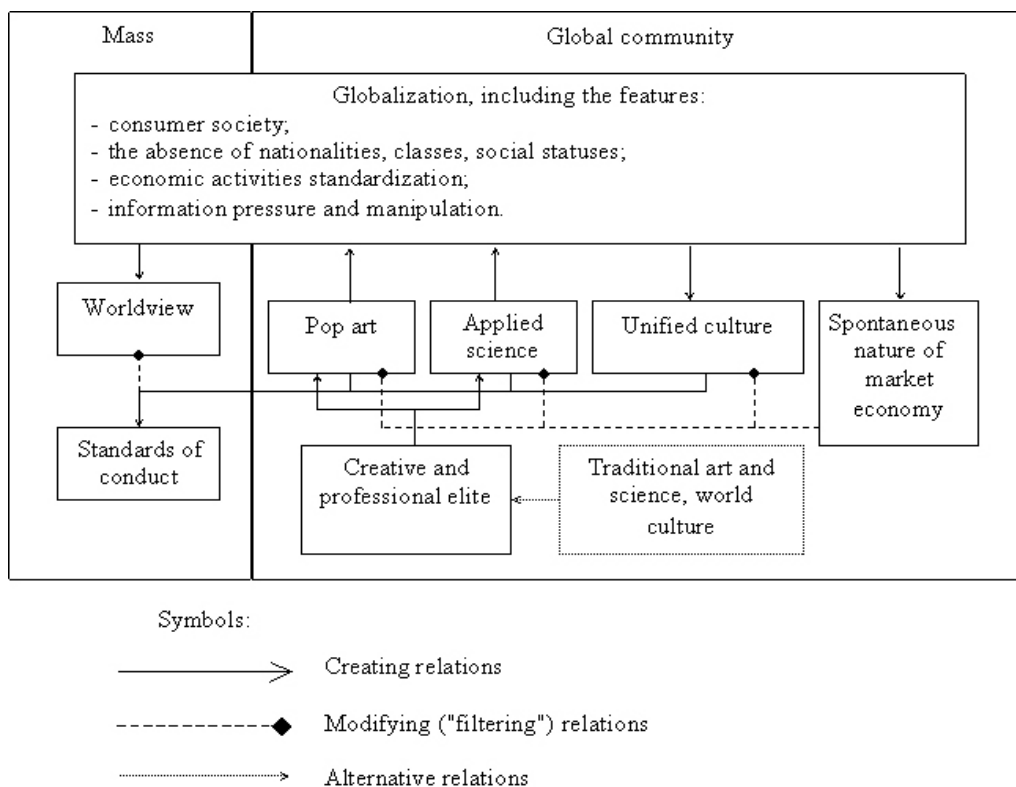 Mass
Global community
Globalization, including the features:
- consumer society;
- the absence of nationalities, classes, social statuses;
- economic activities standardization;
- information pressure and manipulation.
Worldview
Pop art
Applied
science
Unified culture
Spontaneous
nature of
market
economy
Standards of
conduct
Creative and
professional elite
Traditional art and
science, world
culture
Symbols:
Creating relations
Modifying ("filtering") relations
Alternative relations